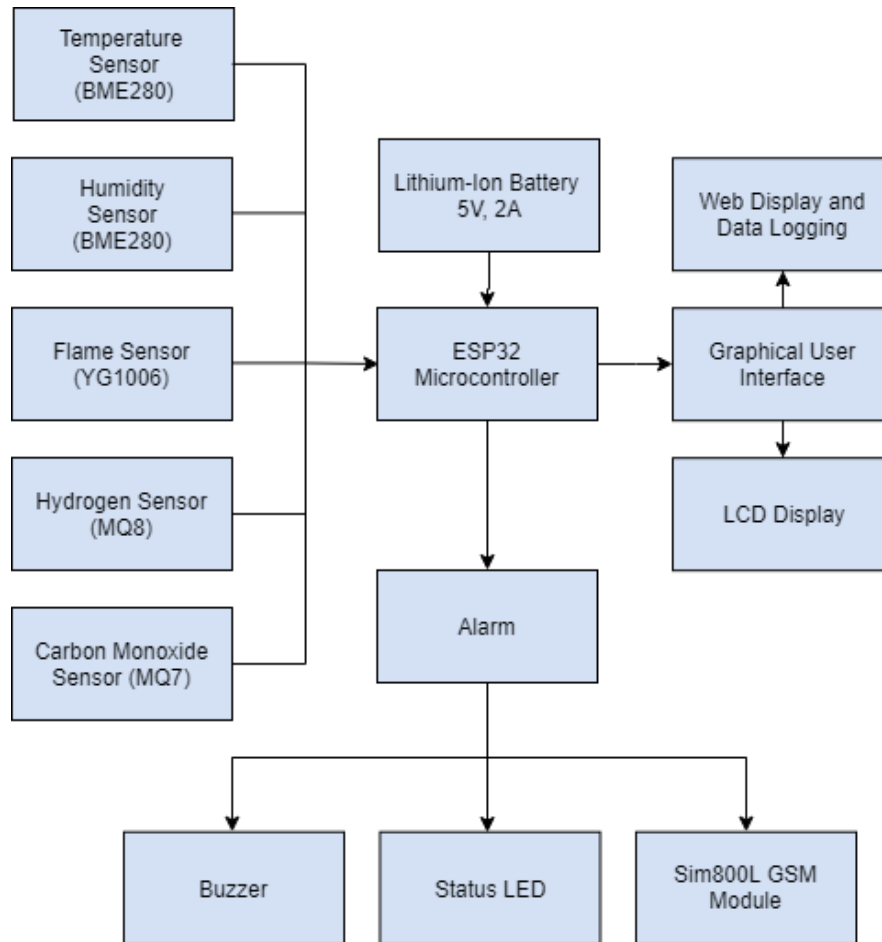 Temperature
Sensor
(BME280)
Humidity
Sensor
(BME280)
Flame Sensor
(YG1006)
Hydrogen Sensor
(MQ8)
Carbon Monoxide
Sensor (MQ7)
Lithium-Ion Battery
5V, 2A
ESP32
Microcontroller
Web Display and
Data Logging
Graphical User
Interface
LCD Display
Alarm
Buzzer
Status LED
Sim800L GSM
Module